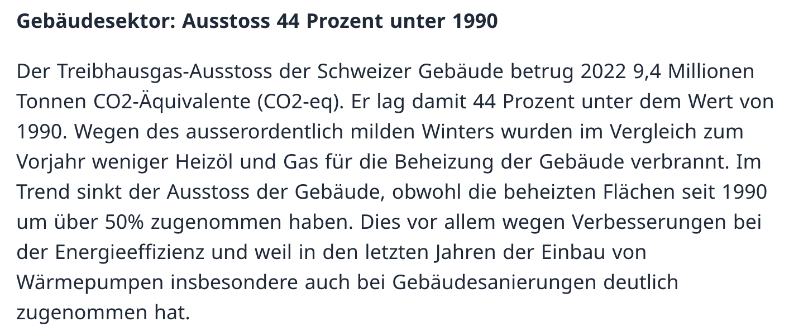 Gebäudesektor: Ausstoss 44 Prozent unter 1990
Der Treibhausgas-Ausstoss der Schweizer Gebäude betrug 2022 9,4 Millionen
Tonnen CO2-Äquivalente (CO2-eq). Er lag damit 44 Prozent unter dem Wert von
1990. Wegen des ausserordentlich milden Winters wurden im Vergleich zum
Vorjahr weniger Heizöl und Gas für die Beheizung der Gebäude verbrannt. Im
Trend sinkt der Ausstoss der Gebäude, obwohl die beheizten Flächen seit 1990
um über 50% zugenommen haben. Dies vor allem wegen Verbesserungen bei
der Energieeffizienz und weil in den letzten Jahren der Einbau von
Wärmepumpen insbesondere auch bei Gebäudesanierungen deutlich
zugenommen hat.